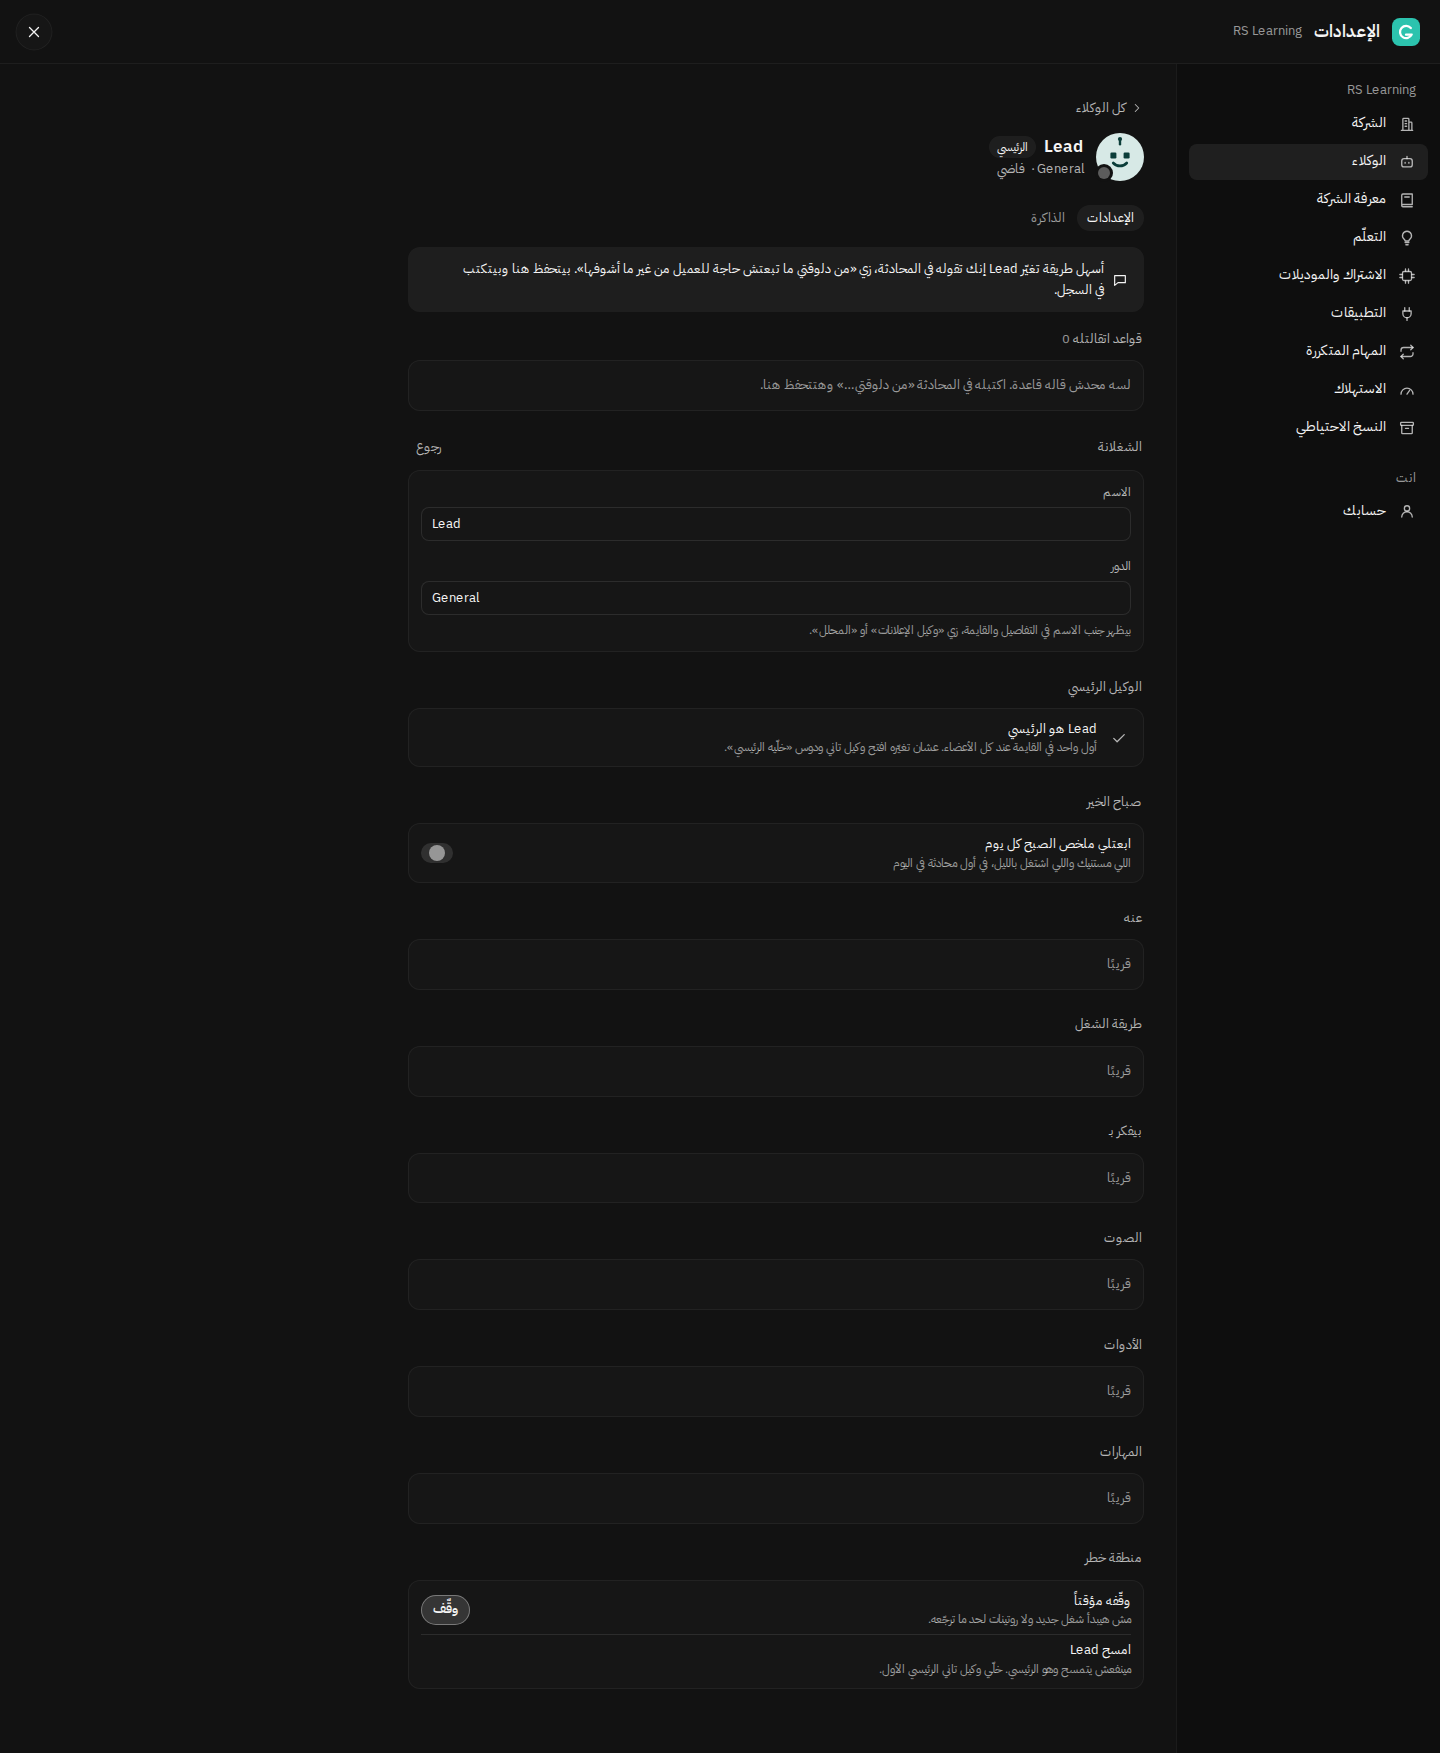 الإعدادات RS Learning
RS Learning
الشركة
الوكلاء
معرفة الشركة
التعلّم
الاشتراك والموديلات
التطبيقات
المهام المتكررة
الاستهلاك
النسخ الاحتياطي
انت
حسابك
كل الوكلاء
Lead الرئيسي
General · فاضي
الإعدادات الذاكرة
أسهل طريقة تغيّر Lead إنك تقوله في المحادثة، زي «من دلوقتي ما تبعتش حاجة للعميل من غير ما أشوفها». بيتحفظ هنا وبيتكتب
في السجل.
قواعد اتقالتله 0
لسه محدش قاله قاعدة. اكتبله في المحادثة «من دلوقتي…» وهتتحفظ هنا.
الشغلانة رجوع
الاسم
Lead
الدور
General
بيظهر جنب الاسم في التفاصيل والقايمة، زي «وكيل الإعلانات» أو «المحلل».
الوكيل الرئيسي
Lead هو الرئيسي
أول واحد في القايمة عند كل الأعضاء. عشان تغيّره افتح وكيل تاني ودوس «خلّيه الرئيسي».
صباح الخير
ابعتلي ملخص الصبح كل يوم
اللي مستنيك واللي اشتغل بالليل، في أول محادثة في اليوم
عنه
قريبًا
طريقة الشغل
قريبًا
بيفكر بـ
قريبًا
الصوت
قريبًا
الأدوات
قريبًا
المهارات
قريبًا
منطقة خطر
وقّفه مؤقتاً
مش هيبدأ شغل جديد ولا روتينات لحد ما ترجّعه.
وقّف
امسح Lead
مينفعش يتمسح وهو الرئيسي. خلّي وكيل تاني الرئيسي الأول.